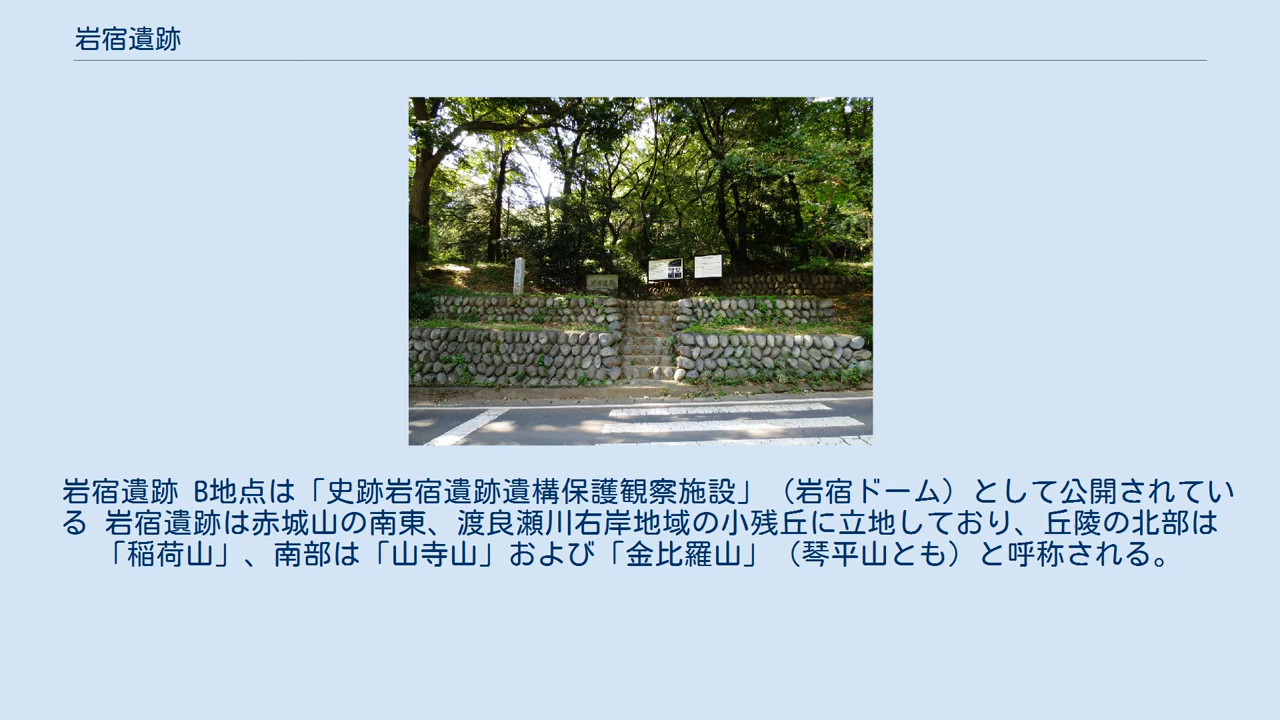 岩宿遺跡
岩宿遺跡 B地点は「史跡岩宿遺跡遺構保護観察施設」（岩宿ドーム）として公開されてい
る 岩宿遺跡は赤城山の南東、渡良瀬川右岸地域の小残丘に立地しており、丘陵の北部は
「稲荷山」、南部は「山寺山」および「金比羅山」（琴平山とも）と呼称される。